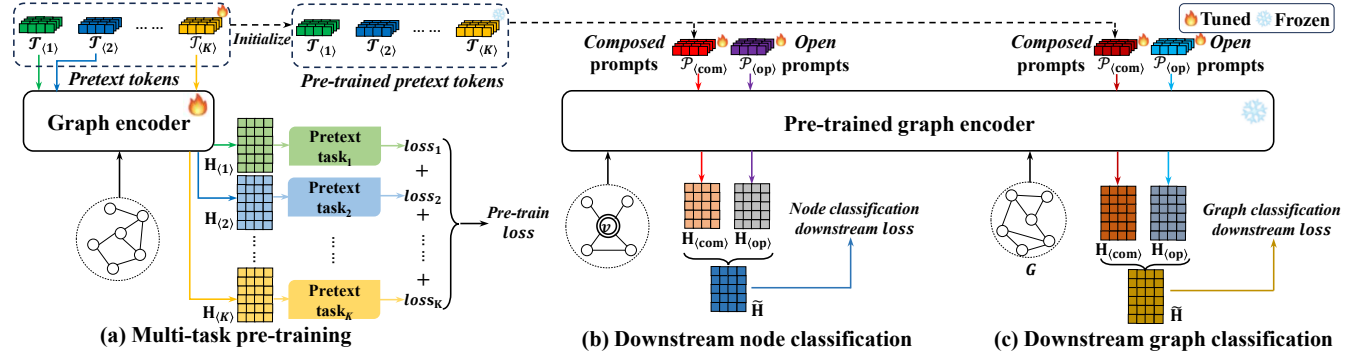 𝒯⟨1⟩ 𝒯⟨2⟩ ...... 𝒯⟨K⟩
Pretext tokens
Initialize
𝒯⟨1⟩ 𝒯⟨2⟩ ...... 𝒯⟨K⟩
Pre-trained pretext tokens
Graph encoder
H⟨1⟩
Pretext
task1
loss1
+
H⟨2⟩
Pretext
task2
loss2
+
......
+
H⟨K⟩
Pretext
taskK
lossK
Pre-train
loss
(a) Multi-task pre-training
Tuned Frozen
Composed
prompts
𝒫⟨com⟩
𝒫⟨op⟩
Open
prompts
Composed
prompts
𝒫⟨com⟩
𝒫⟨op⟩
Open
prompts
Pre-trained graph encoder
v
H⟨com⟩ H⟨op⟩
H̃
Node classification
downstream loss
(b) Downstream node classification
G
H⟨com⟩ H⟨op⟩
H̃
Graph classification
downstream loss
(c) Downstream graph classification